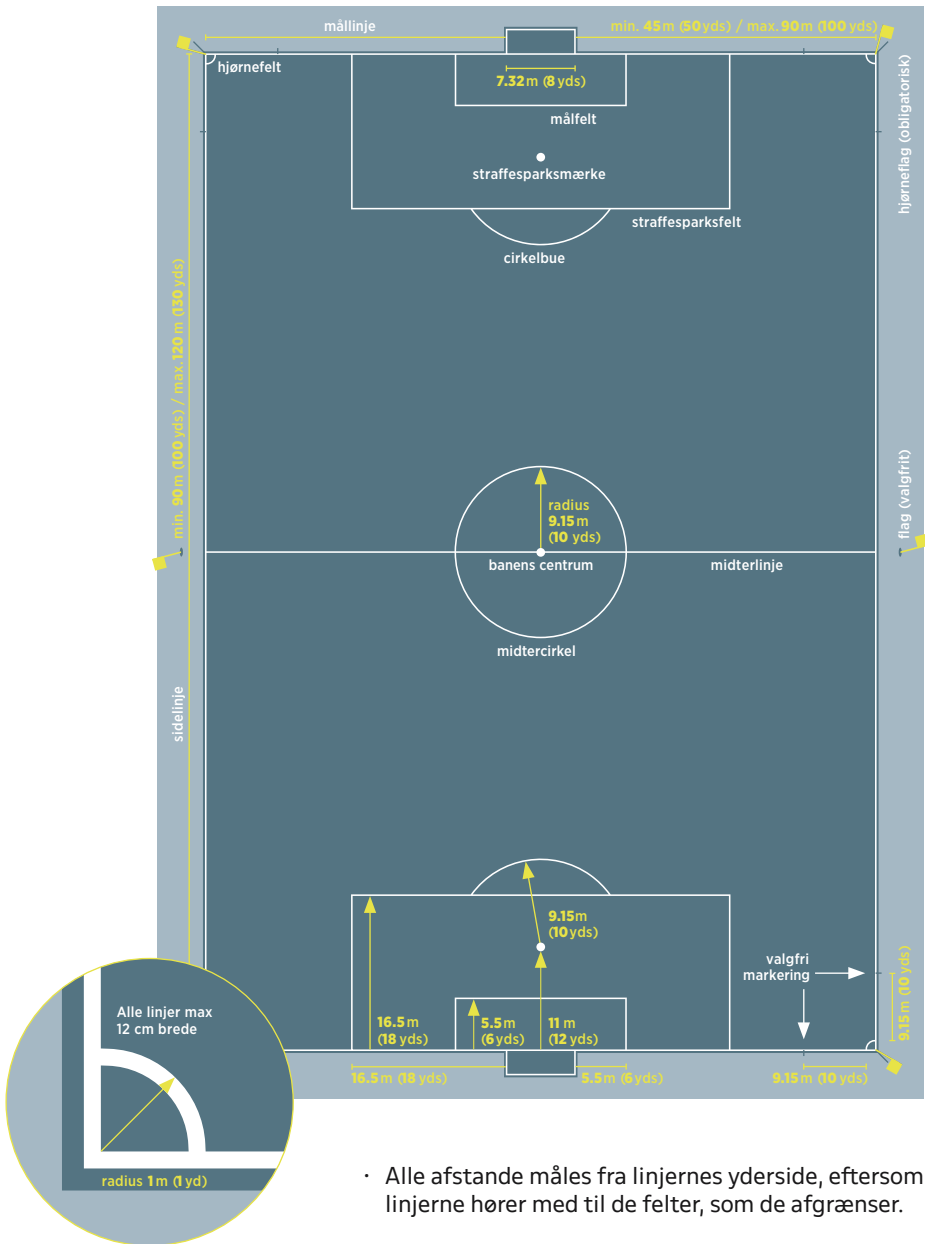 mållinje
min. 45 m (50 yds) / max. 90 m (100 yds)
hjørnefelt
7.32 m (8 yds)
målfelt
hjørneflag (obligatorisk)
straffesparksmærke
straffesparksfelt
cirkelbue
min. 90 m (100 yds) / max. 120 m (130 yds)
radius
9.15 m
(10 yds)
flag (valgfrit)
banens centrum
midterlinje
midtercirkel
sidelinje
9.15m
(10 yds)
valgfri
markering
9.15 m (10 yds)
16.5 m
(18 yds)
5.5 m
(6 yds)
11 m
(12 yds)
16.5 m (18 yds)
5.5 m (6 yds)
9.15 m (10 yds)
Alle linjer max
12 cm brede
radius 1 m (1 yd)
· Alle afstande måles fra linjernes yderside, eftersom
linjerne hører med til de felter, som de afgrænser.